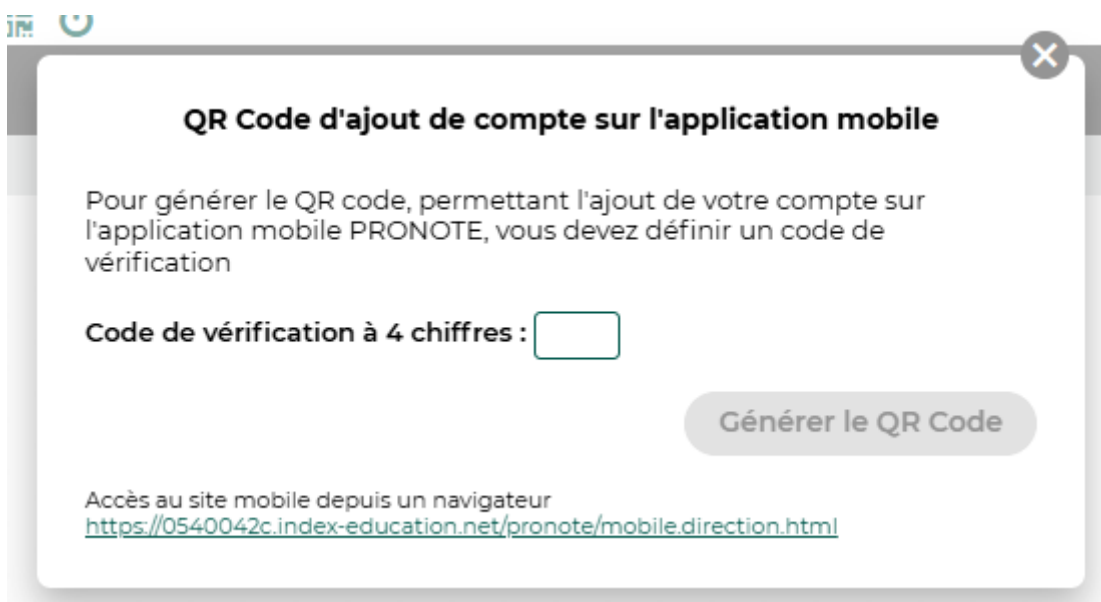 QR Code d'ajout de compte sur l'application mobile
Pour générer le QR code, permettant l'ajout de votre compte sur
l'application mobile PRONOTE, vous devez définir un code de
vérification
Code de vérification à 4 chiffres :
Générer le QR Code
Accès au site mobile depuis un navigateur
https://0540042c.index-education.net/pronote/mobile.direction.html